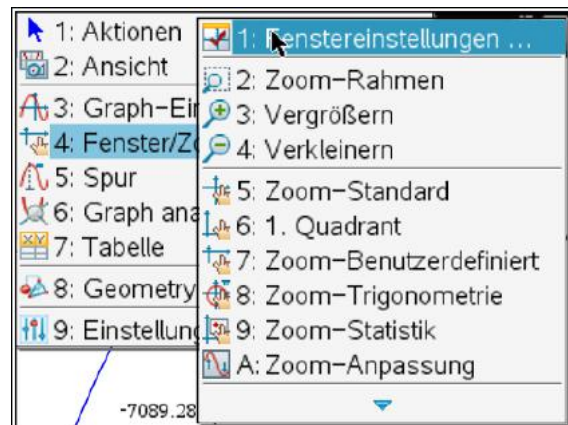 1: Aktionen
2: Ansicht
3: Graph-Ei
4: Fenster/Z
5: Spur
6: Graph ana
7: Tabelle
8: Geometry
9: Einstellun
1: Fenstereinstellungen ...
2: Zoom-Rahmen
3: Vergrößern
4: Verkleinern
5: Zoom-Standard
6: 1. Quadrant
7: Zoom-Benutzerdefiniert
8: Zoom-Trigonometrie
9: Zoom-Statistik
A: Zoom-Anpassung
-7089.28